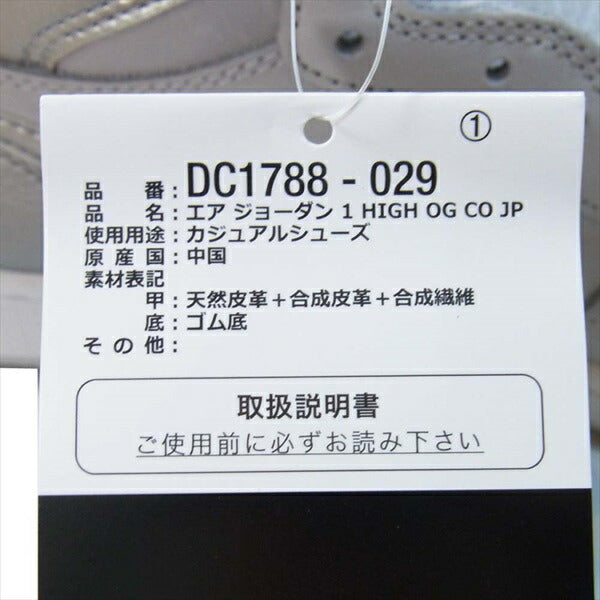 ①
品番：DC1788 - 029
品名：エア ジョーダン 1 HIGH OG CO JP
使用用途：カジュアルシューズ
原産国：中国
素材表記
甲：天然皮革＋合成皮革＋合成繊維
底：ゴム底
その他：
取扱説明書
ご使用前に必ずお読み下さい